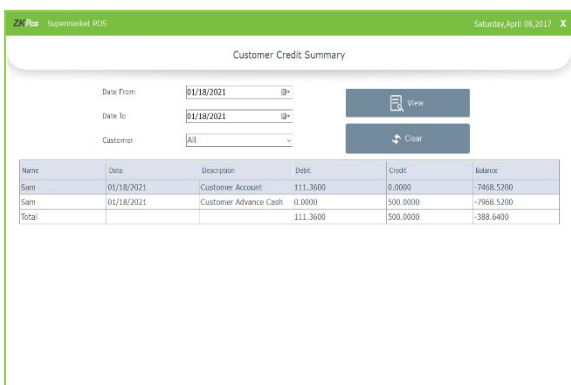 ZKPos Supermarket POS Saturday,April 08,2017 X
Customer Credit Summary
Date From 01/18/2021
View
Date To 01/18/2021
Customer All
Clear
Name Date Description Debit Credit Balance
Sam 01/18/2021 Customer Account 111.3600 0.0000 -7468.5200
Sam 01/18/2021 Customer Advance Cash 0.0000 500.0000 -7968.5200
Total 111.3600 500.0000 -388.6400